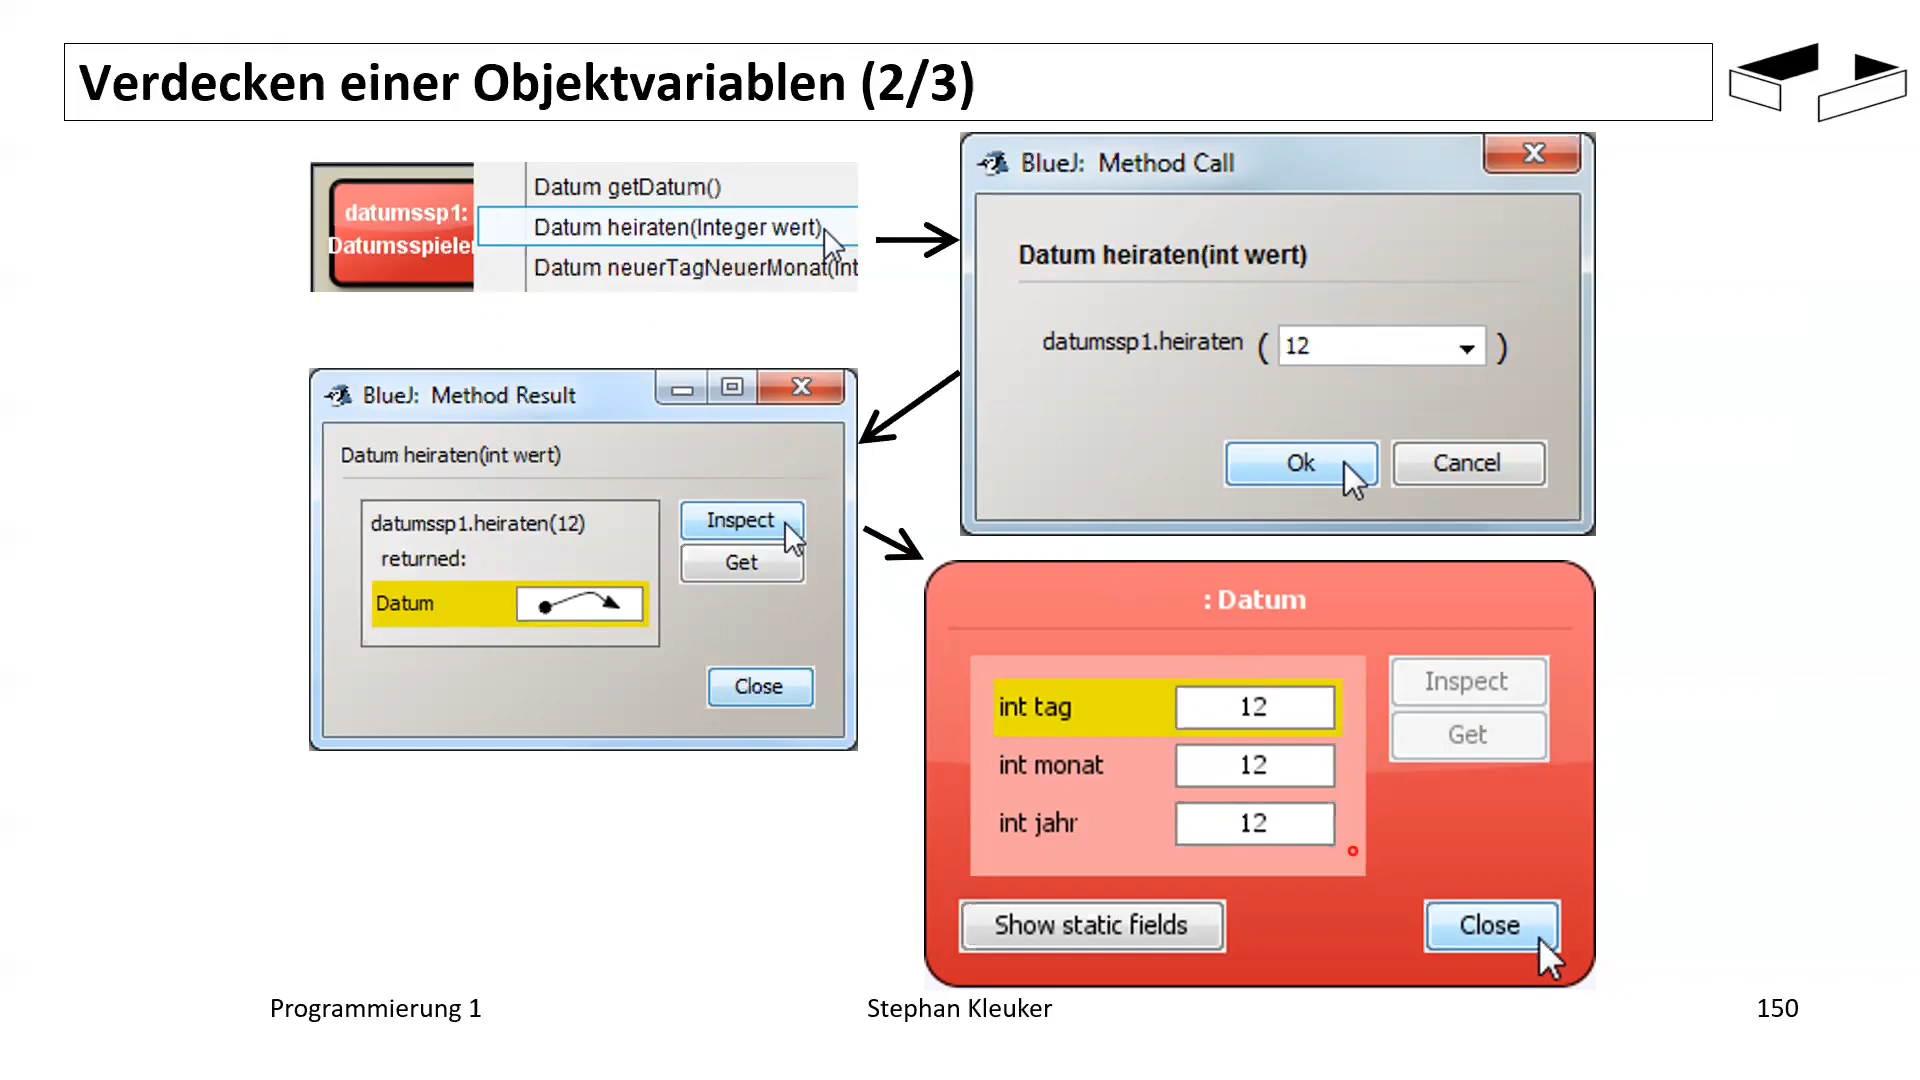 Verdecken einer Objektvariablen (2/3)
datumssp1:
Datumsspieler
Datum getDatum()
Datum heiraten(Integer wert)
Datum neuerTagNeuerMonat(Int
BlueJ: Method Call
Datum heiraten(int wert)
datumssp1.heiraten ( 12 )
Ok
Cancel
BlueJ: Method Result
Datum heiraten(int wert)
datumssp1.heiraten(12)
returned:
Datum
Inspect
Get
Close
: Datum
int tag 12
int monat 12
int jahr 12
Inspect
Get
Show static fields
Close
Programmierung 1
Stephan Kleuker
150